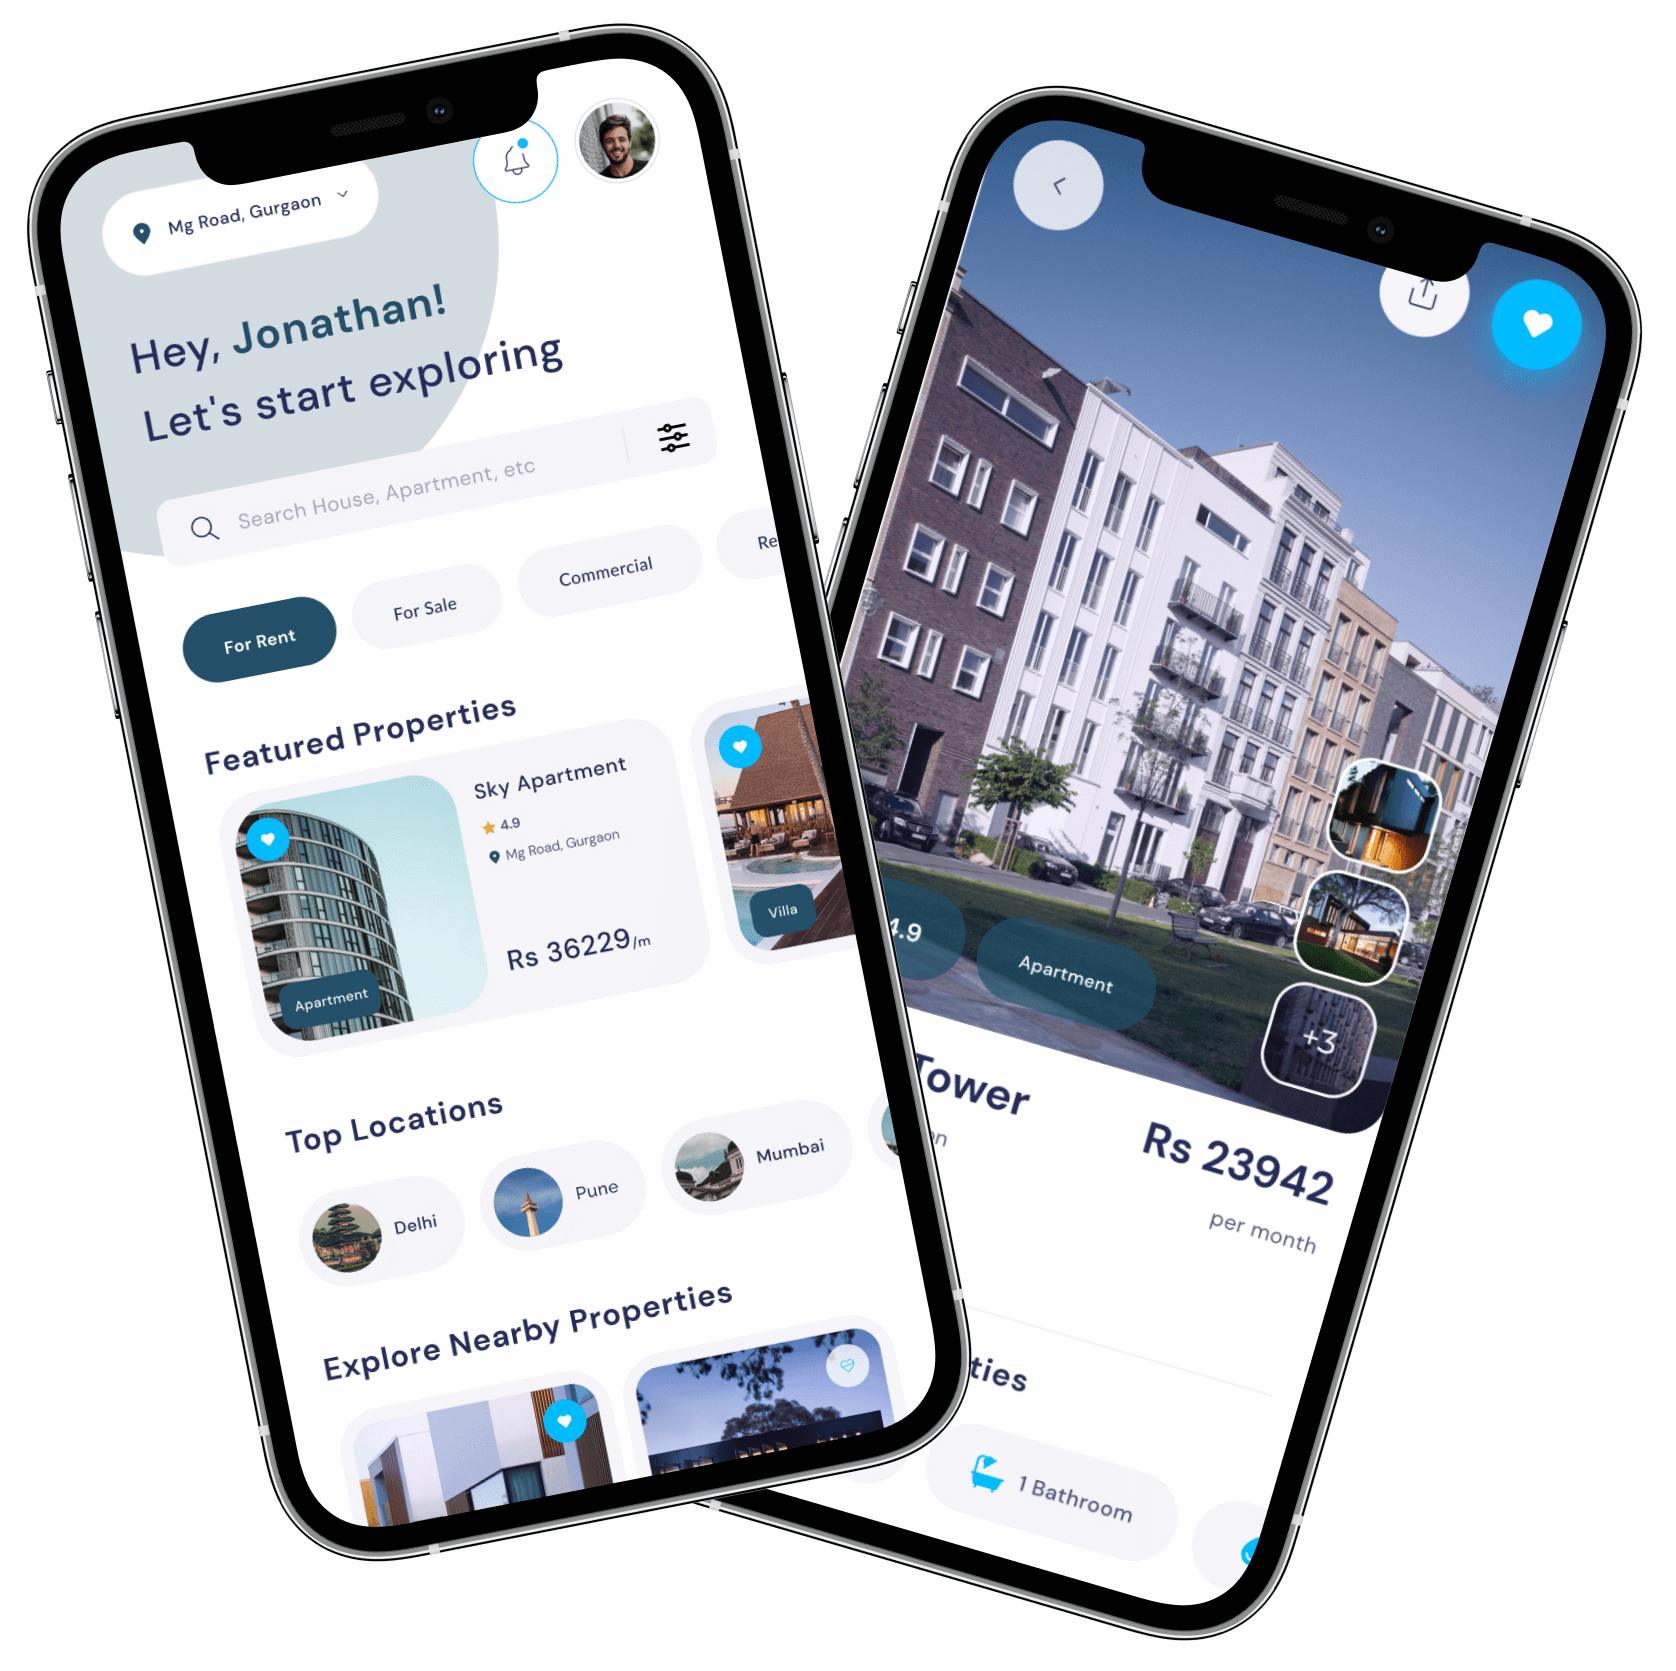 Mg Road, Gurgaon
Hey, Jonathan!
Let's start exploring
Search House, Apartment, etc
For Rent
For Sale
Commercial
Re
Featured Properties
Sky Apartment
4.9
Mg Road, Gurgaon
Rs 36229/m
Apartment
Villa
Top Locations
Delhi
Pune
Mumbai
Explore Nearby Properties
4.9
Apartment
+3
Tower
on
Rs 23942
per month
ties
1 Bathroom